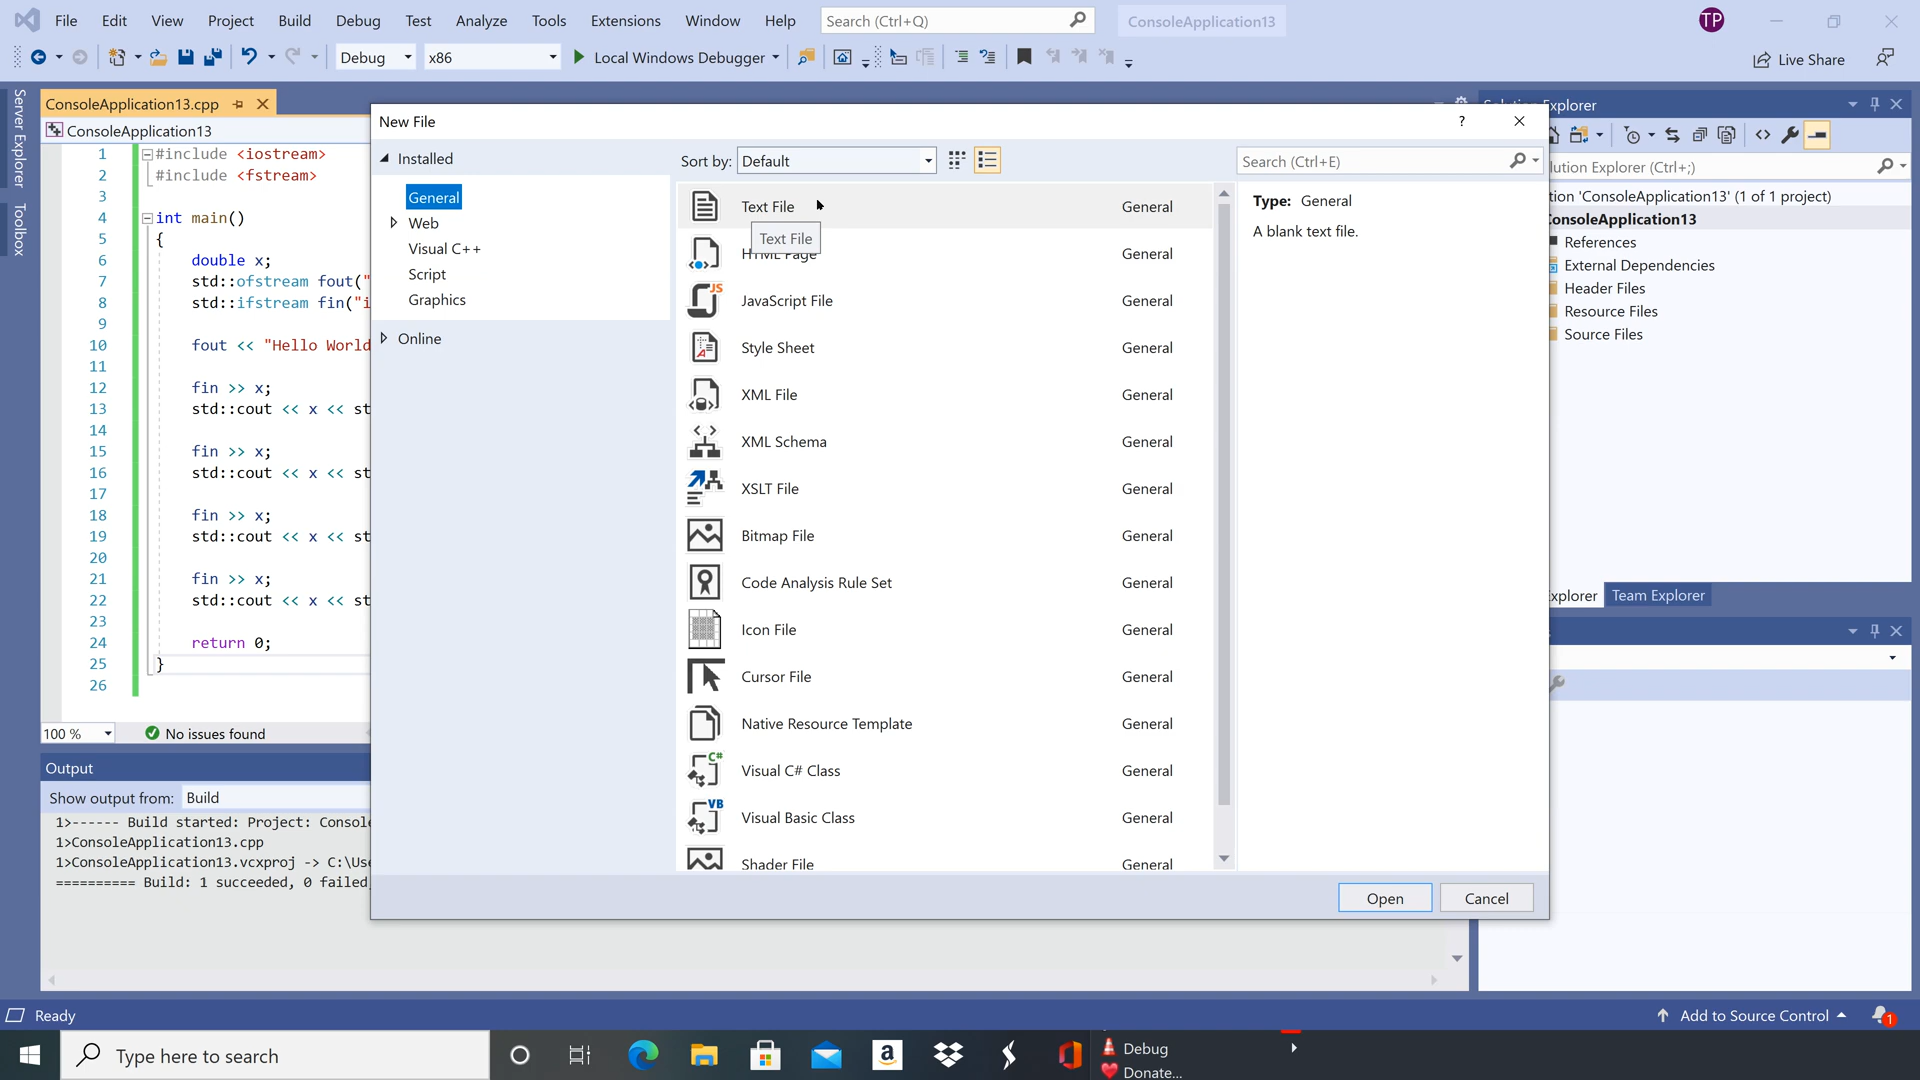 File Edit View Project Build Debug Test Analyze Tools Extensions Window Help Search (Ctrl+Q) ConsoleApplication13 TP
Debug x86 Local Windows Debugger Live Share
Server Explorer
Toolbox
ConsoleApplication13.cpp
ConsoleApplication13
1 #include <iostream>
2 #include <fstream>
3
4 int main()
5 {
6 double x;
7 std::ofstream fout("
8 std::ifstream fin("i
9
10 fout << "Hello World
11
12 fin >> x;
13 std::cout << x << st
14
15 fin >> x;
16 std::cout << x << st
17
18 fin >> x;
19 std::cout << x << st
20
21 fin >> x;
22 std::cout << x << st
23
24 return 0;
25 }
26
100 % No issues found
Output
Show output from: Build
1>------ Build started: Project: Consol
1>ConsoleApplication13.cpp
1>ConsoleApplication13.vcxproj -> C:\Use
========== Build: 1 succeeded, 0 failed,
New File ?
Installed
General
Web
Visual C++
Script
Graphics
Online
Sort by: Default
Search (Ctrl+E)
Text File General
Text File
HTML Page General
JS
JavaScript File General
Style Sheet General
XML File General
XML Schema General
XSLT File General
Bitmap File General
Code Analysis Rule Set General
Icon File General
Cursor File General
Native Resource Template General
C#
Visual C# Class General
VB
Visual Basic Class General
Shader File General
Type: General
A blank text file.
Open Cancel
Explorer
lution Explorer (Ctrl+;)
tion 'ConsoleApplication13' (1 of 1 project)
ConsoleApplication13
References
External Dependencies
Header Files
Resource Files
Source Files
xplorer Team Explorer
Ready Add to Source Control 1
Type here to search
a
Debug
Donate...